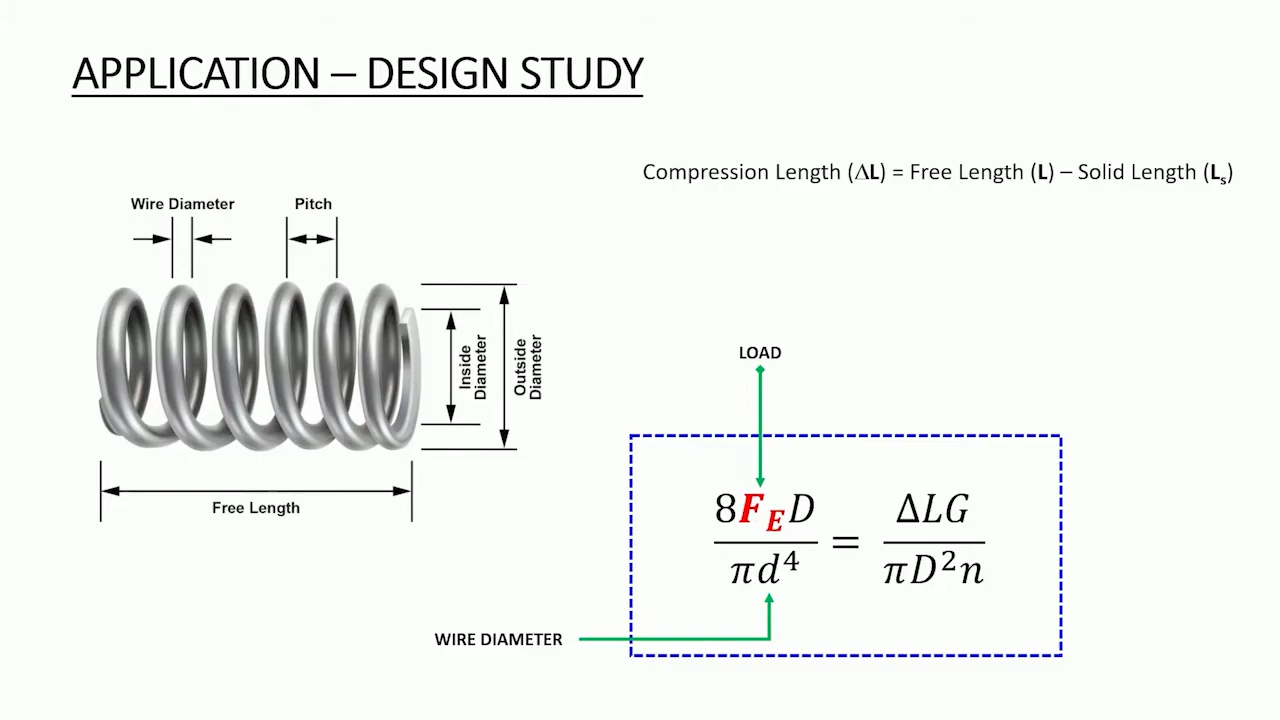 APPLICATION – DESIGN STUDY
Compression Length (ΔL) = Free Length (L) – Solid Length (Lₛ)
Wire Diameter
Pitch
Inside
Diameter
Outside
Diameter
Free Length
LOAD
8F_E D / πd⁴ = ΔLG / πD²n
WIRE DIAMETER